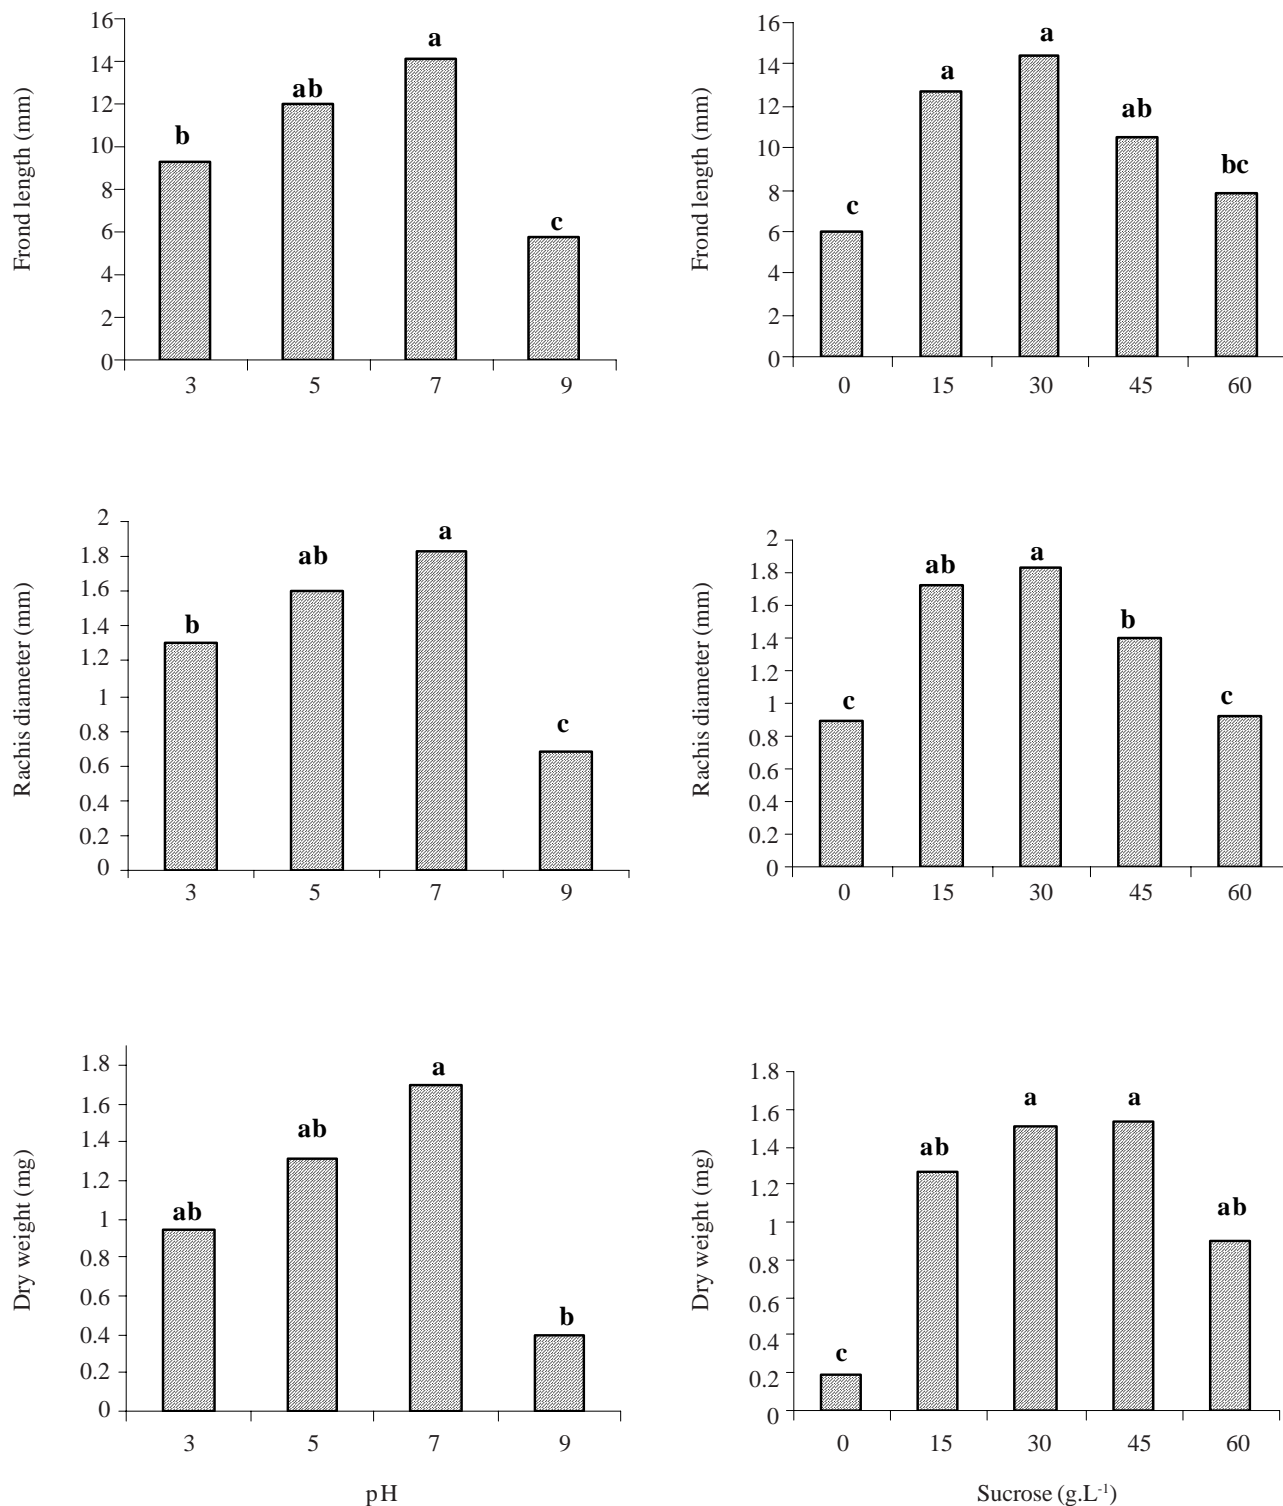 16
14
12
10
8
6
4
2
0
Frond length (mm)
b
ab
a
c
3 5 7 9
16
14
12
10
8
6
4
2
0
Frond length (mm)
c
a
a
ab
bc
0 15 30 45 60
2
1.8
1.6
1.4
1.2
1
0.8
0.6
0.4
0.2
0
Rachis diameter (mm)
b
ab
a
c
3 5 7 9
2
1.8
1.6
1.4
1.2
1
0.8
0.6
0.4
0.2
0
Rachis diameter (mm)
c
ab
a
b
c
0 15 30 45 60
1.8
1.6
1.4
1.2
1
0.8
0.6
0.4
0.2
0
Dry weight (mg)
ab
ab
a
b
3 5 7 9
pH
1.8
1.6
1.4
1.2
1
0.8
0.6
0.4
0.2
0
Dry weight (mg)
c
ab
a
a
ab
0 15 30 45 60
Sucrose (g.L⁻¹)